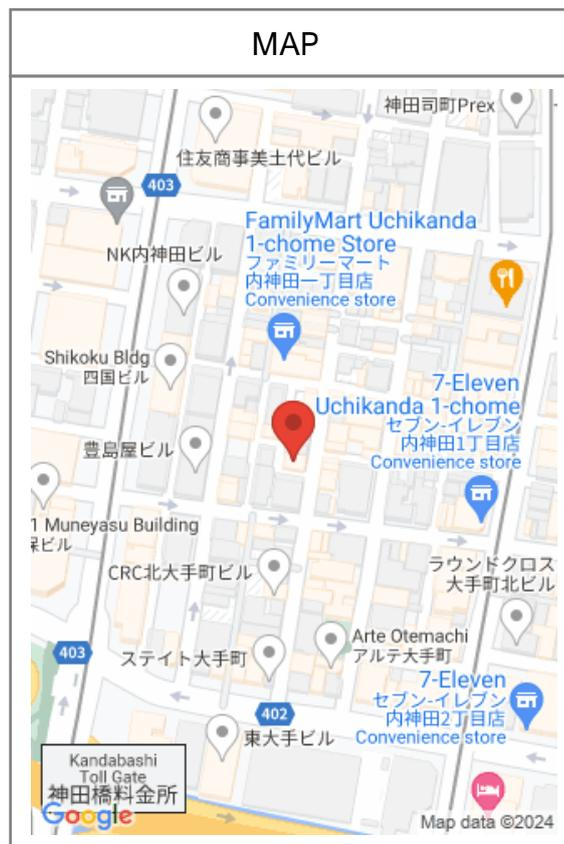 MAP
神田司町Prex
住友商事美土代ビル
403
FamilyMart Uchikanda
1-chome Store
ファミリーマート
内神田一丁目店
Convenience store
NK内神田ビル
Shikoku Bldg
四国ビル
7-Eleven
Uchikanda 1-chome
セブン-イレブン
内神田1丁目店
Convenience store
豊島屋ビル
1 Muneyasu Building
保ビル
CRC北大手町ビル
ラウンドクロス
大手町北ビル
403
ステイト大手町
Arte Otemachi
アルテ大手町
7-Eleven
セブン-イレブン
内神田2丁目店
Convenience store
402
東大手ビル
Kandabashi
Toll Gate
神田橋料金所
Google
Map data ©2024